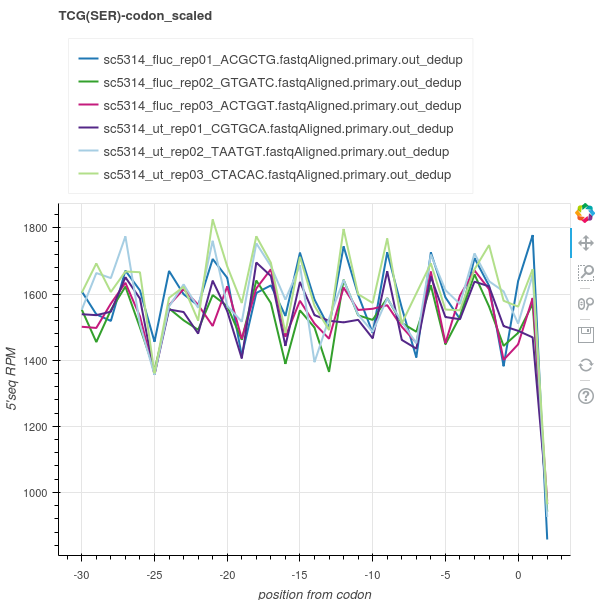 TCG(SER)-codon_scaled
sc5314_fluc_rep01_ACGCTG.fastqAligned.primary.out_dedup
sc5314_fluc_rep02_GTGATC.fastqAligned.primary.out_dedup
sc5314_fluc_rep03_ACTGGT.fastqAligned.primary.out_dedup
sc5314_ut_rep01_CGTGCA.fastqAligned.primary.out_dedup
sc5314_ut_rep02_TAATGT.fastqAligned.primary.out_dedup
sc5314_ut_rep03_CTACAC.fastqAligned.primary.out_dedup
1800
1600
1400
1200
1000
5'seq RPM
-30 -25 -20 -15 -10 -5 0
position from codon